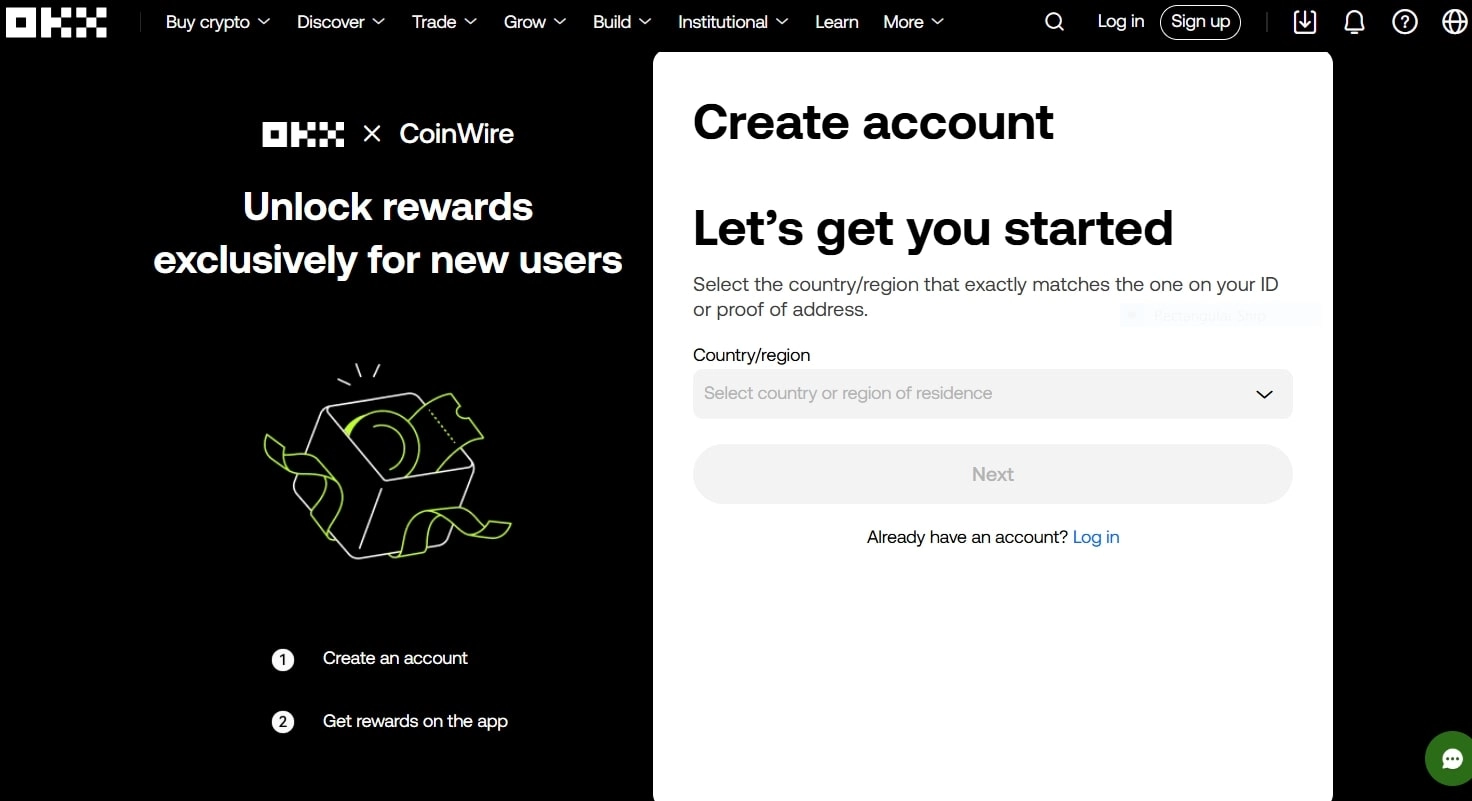 OKX
Buy crypto
Discover
Trade
Grow
Build
Institutional
Learn
More
Log in
Sign up
OKX × CoinWire
Unlock rewards
exclusively for new users
1 Create an account
2 Get rewards on the app
Create account
Let’s get you started
Select the country/region that exactly matches the one on your ID
or proof of address.
Rectangular Snip
Country/region
Select country or region of residence
Next
Already have an account? Log in